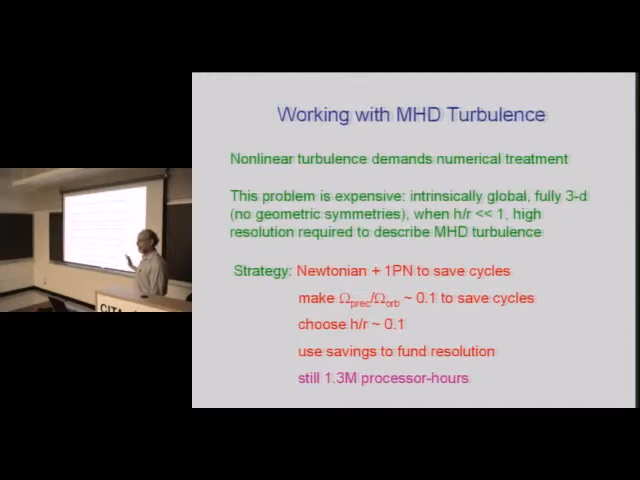 Working with MHD Turbulence
Nonlinear turbulence demands numerical treatment
This problem is expensive: intrinsically global, fully 3-d
(no geometric symmetries), when h/r << 1, high
resolution required to describe MHD turbulence
Strategy: Newtonian + 1PN to save cycles
make Ωprec/Ωorb ~ 0.1 to save cycles
choose h/r ~ 0.1
use savings to fund resolution
still 1.3M processor-hours